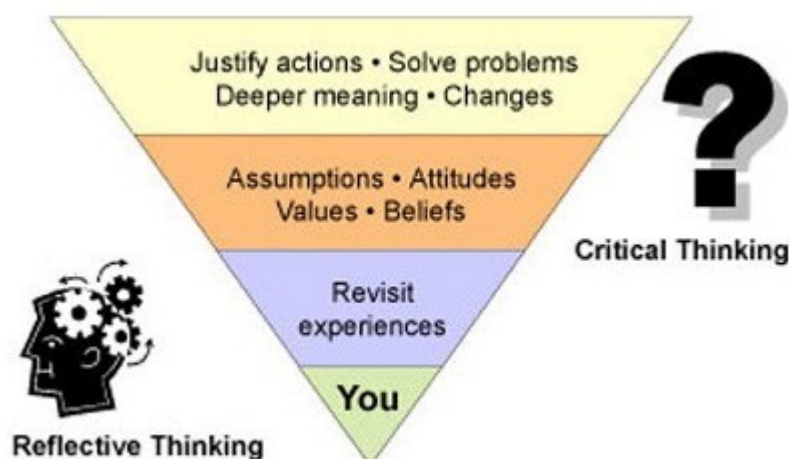 Justify actions • Solve problems
Deeper meaning • Changes
Assumptions • Attitudes
Values • Beliefs
Critical Thinking
Revisit
experiences
You
Reflective Thinking